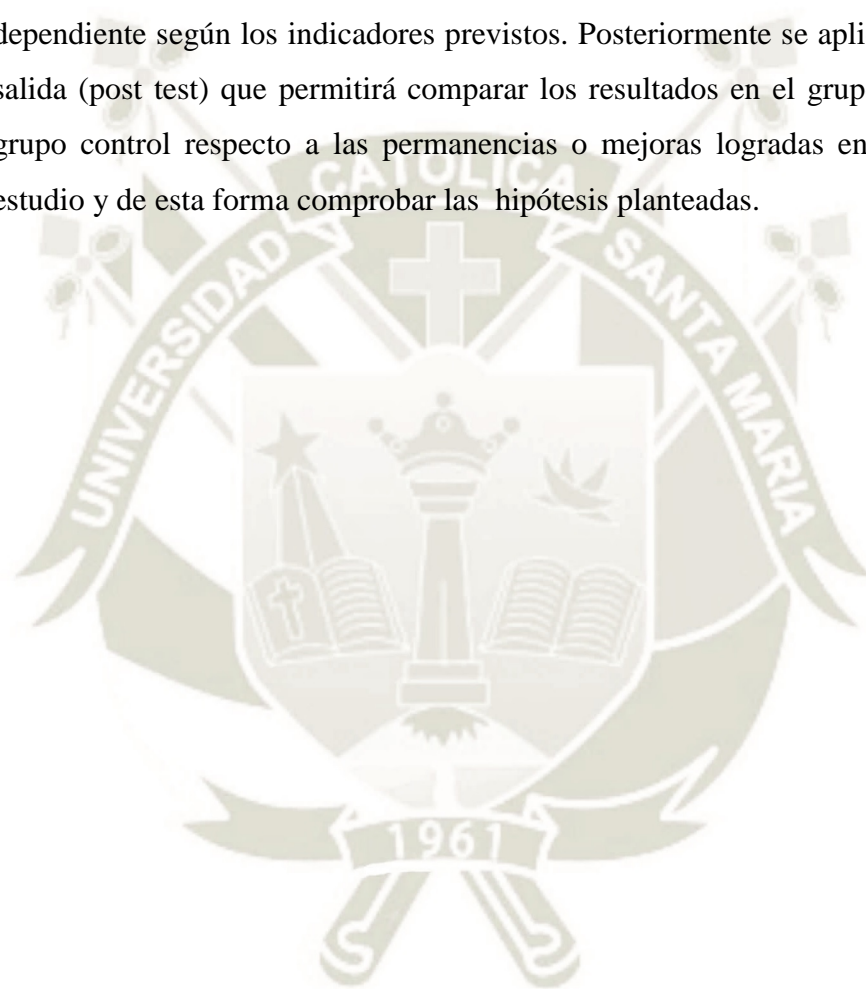 dependiente según los indicadores previstos. Posteriormente se apli
salida (post test) que permitirá comparar los resultados en el grup
grupo control respecto a las permanencias o mejoras logradas en
estudio y de esta forma comprobar las hipótesis planteadas.
UNIVERSIDAD CATOLICA SANTA MARIA
1961